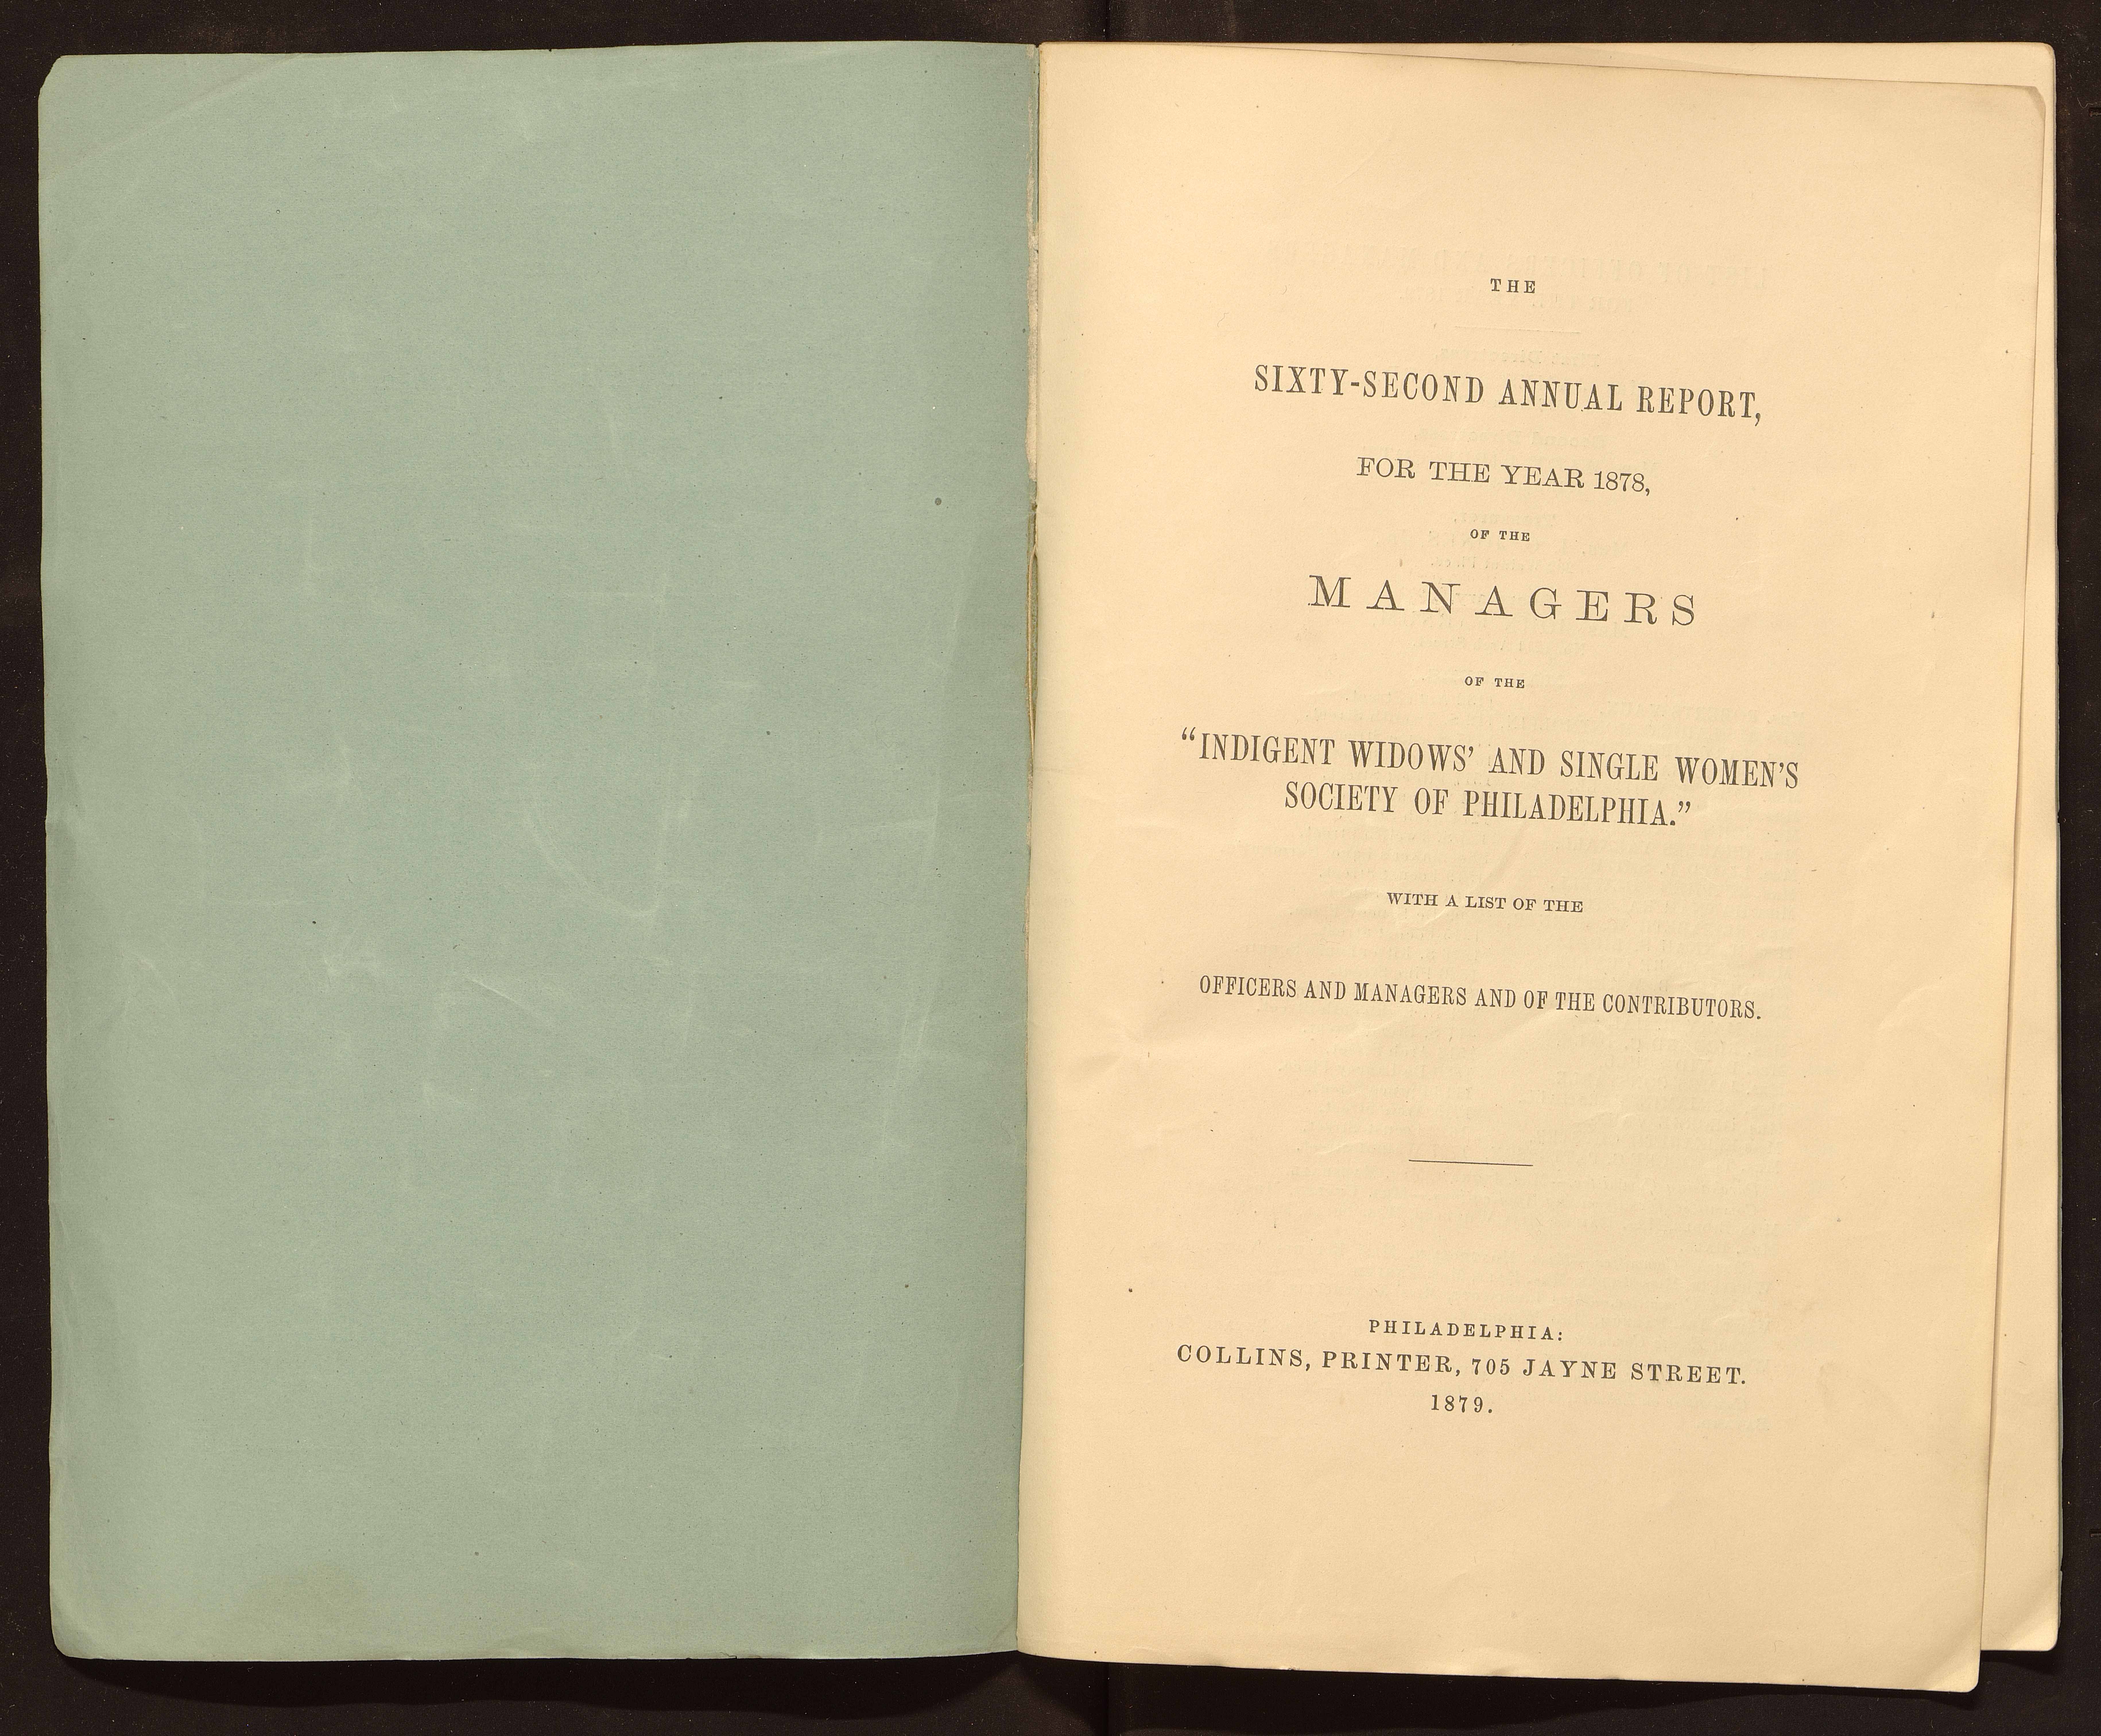 THE
SIXTY-SECOND ANNUAL REPORT,
FOR THE YEAR 1878,
OF THE
MANAGERS
OF THE
“INDIGENT WIDOWS’ AND SINGLE WOMEN’S
SOCIETY OF PHILADELPHIA.”
WITH A LIST OF THE
OFFICERS AND MANAGERS AND OF THE CONTRIBUTORS.
PHILADELPHIA:
COLLINS, PRINTER, 705 JAYNE STREET.
1879.